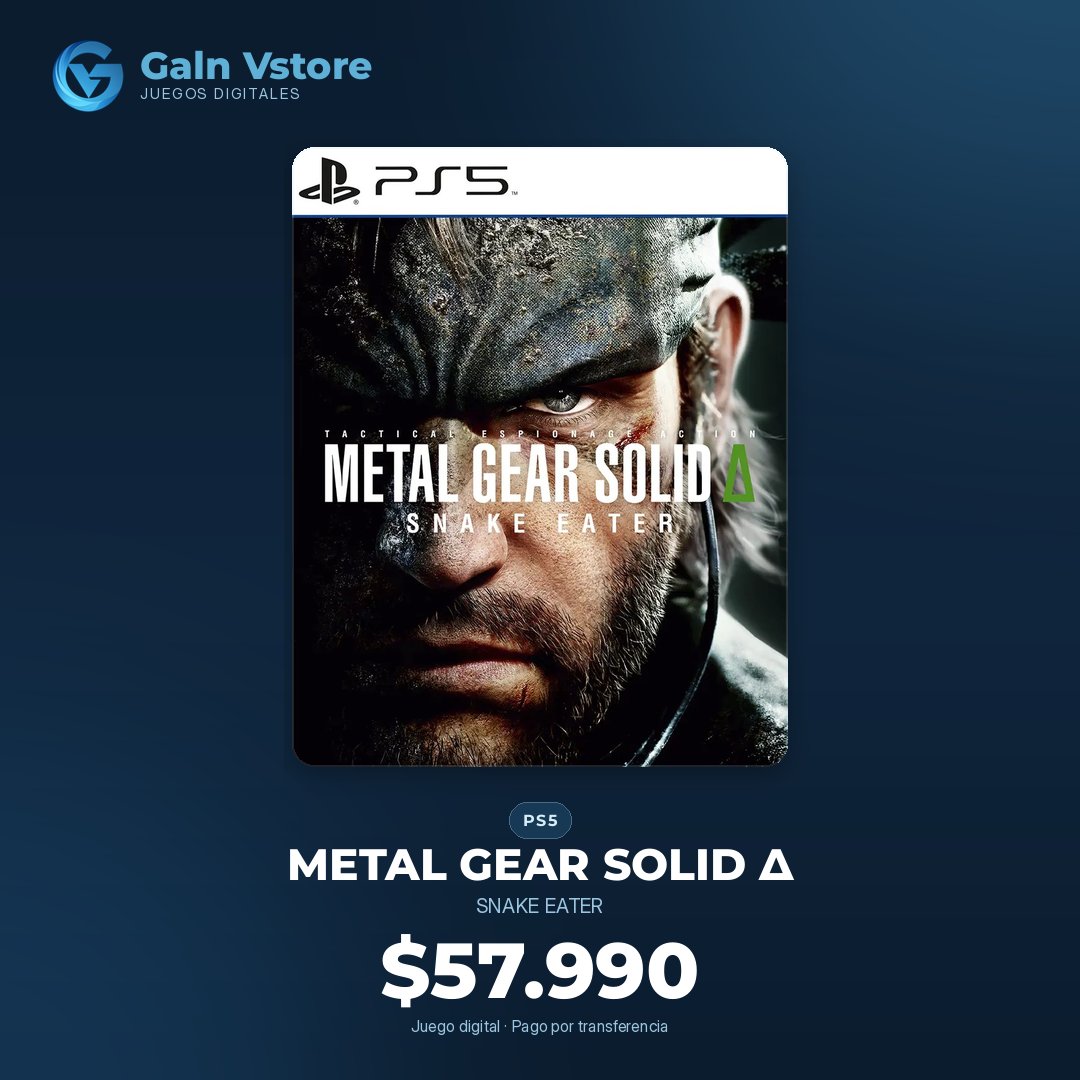 Galn Vstore
JUEGOS DIGITALES
PS5
TACTICAL ESPIONAGE ACTION
METAL GEAR SOLID Δ
SNAKE EATER
PS5
METAL GEAR SOLID Δ
SNAKE EATER
$57.990
Juego digital · Pago por transferencia